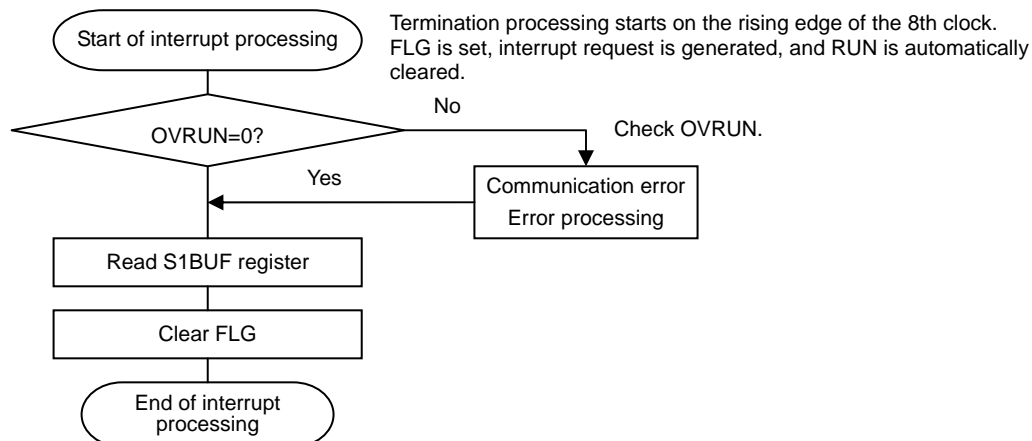 Start of interrupt processing
Termination processing starts on the rising edge of the 8th clock.
FLG is set, interrupt request is generated, and RUN is automatically
cleared.
No
OVRUN=0?
Check OVRUN.
Yes
Communication error
Error processing
Read S1BUF register
Clear FLG
End of interrupt
processing